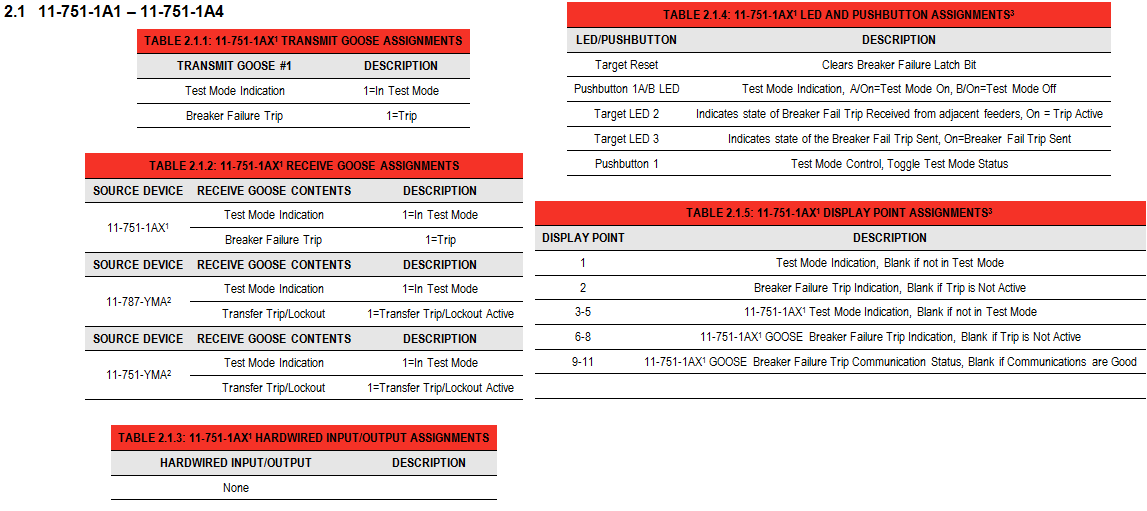 2.1 11-751-1A1 – 11-751-1A4
TABLE 2.1.1: 11-751-1AX¹ TRANSMIT GOOSE ASSIGNMENTS
TRANSMIT GOOSE #1 DESCRIPTION
Test Mode Indication 1=In Test Mode
Breaker Failure Trip 1=Trip
TABLE 2.1.2: 11-751-1AX¹ RECEIVE GOOSE ASSIGNMENTS
SOURCE DEVICE RECEIVE GOOSE CONTENTS DESCRIPTION
11-751-1AX¹
Test Mode Indication 1=In Test Mode
Breaker Failure Trip 1=Trip
SOURCE DEVICE RECEIVE GOOSE CONTENTS DESCRIPTION
11-787-YMA²
Test Mode Indication 1=In Test Mode
Transfer Trip/Lockout 1=Transfer Trip/Lockout Active
SOURCE DEVICE RECEIVE GOOSE CONTENTS DESCRIPTION
11-751-YMA²
Test Mode Indication 1=In Test Mode
Transfer Trip/Lockout 1=Transfer Trip/Lockout Active
TABLE 2.1.3: 11-751-1AX¹ HARDWIRED INPUT/OUTPUT ASSIGNMENTS
HARDWIRED INPUT/OUTPUT DESCRIPTION
None
TABLE 2.1.4: 11-751-1AX¹ LED AND PUSHBUTTON ASSIGNMENTS³
LED/PUSHBUTTON DESCRIPTION
Target Reset Clears Breaker Failure Latch Bit
Pushbutton 1A/B LED Test Mode Indication, A/On=Test Mode On, B/On=Test Mode Off
Target LED 2 Indicates state of Breaker Fail Trip Received from adjacent feeders, On = Trip Active
Target LED 3 Indicates state of the Breaker Fail Trip Sent, On=Breaker Fail Trip Sent
Pushbutton 1 Test Mode Control, Toggle Test Mode Status
TABLE 2.1.5: 11-751-1AX¹ DISPLAY POINT ASSIGNMENTS³
DISPLAY POINT DESCRIPTION
1 Test Mode Indication, Blank if not in Test Mode
2 Breaker Failure Trip Indication, Blank if Trip is Not Active
3-5 11-751-1AX¹ Test Mode Indication, Blank if not in Test Mode
6-8 11-751-1AX¹ GOOSE Breaker Failure Trip Indication, Blank if Trip is Not Active
9-11 11-751-1AX¹ GOOSE Breaker Failure Trip Communication Status, Blank if Communications are Good